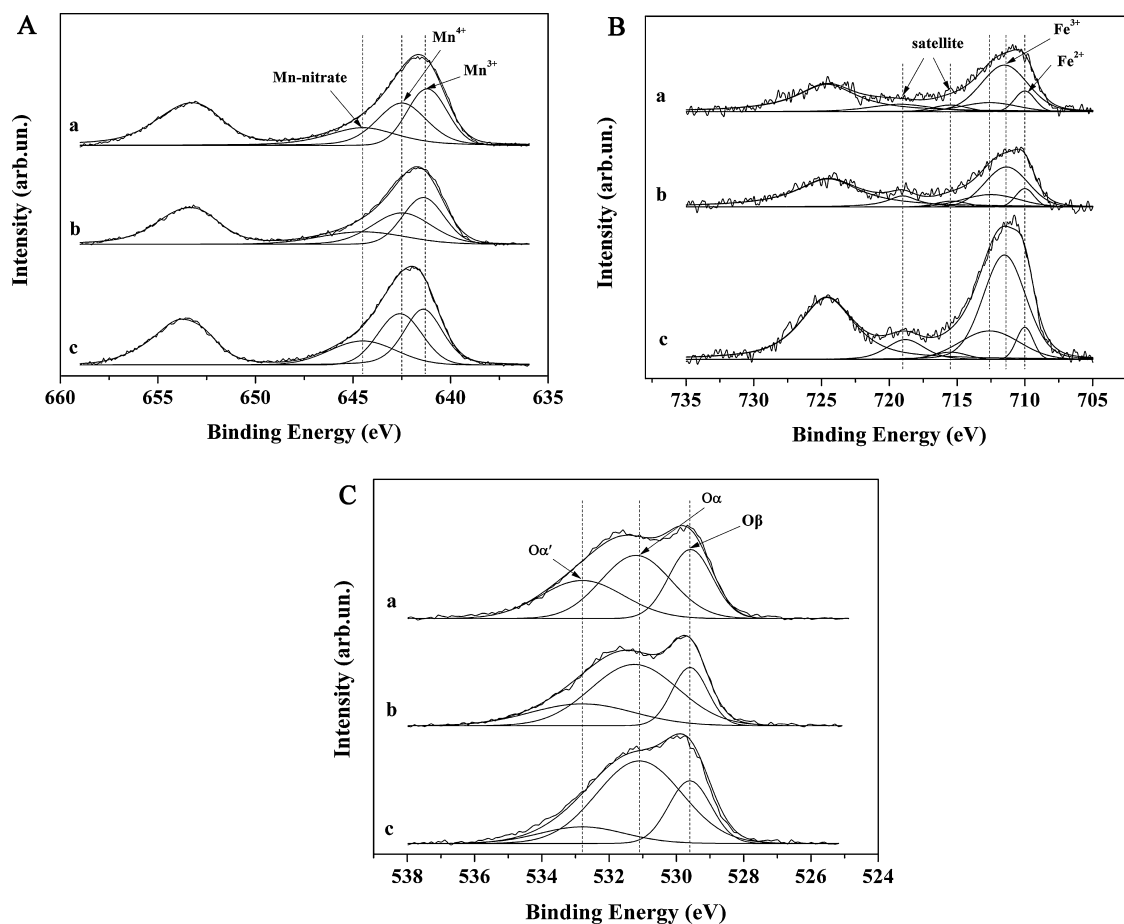 A
Intensity (arb.un.)
Mn-nitrate
Mn⁴⁺
Mn³⁺
a
b
c
660 655 650 645 640 635
Binding Energy (eV)
B
Intensity (arb.un.)
satellite
Fe³⁺
Fe²⁺
a
b
c
735 730 725 720 715 710 705
Binding Energy (eV)
C
Intensity (arb.un.)
Oα'
Oα
Oβ
a
b
c
538 536 534 532 530 528 526 524
Binding Energy (eV)